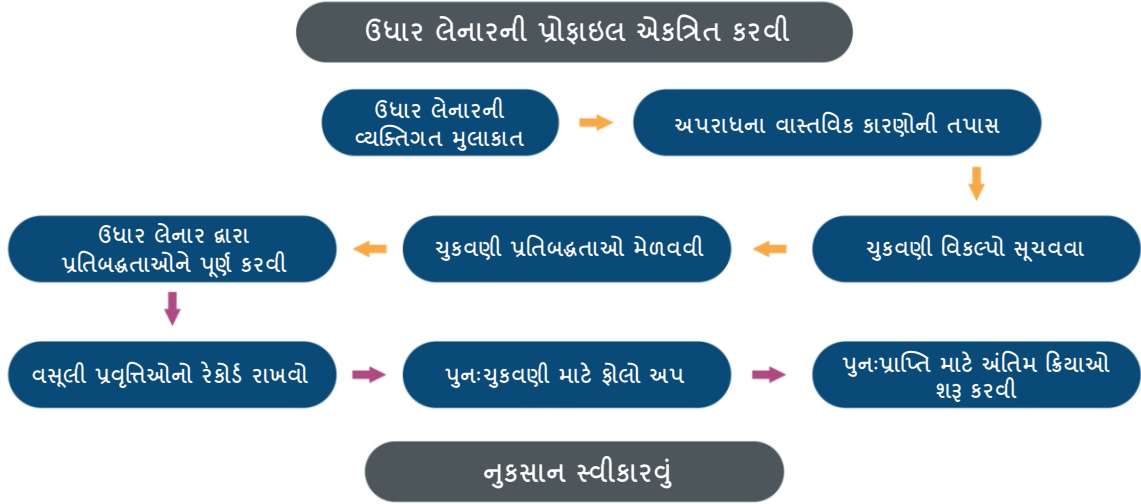 ઉધાર લેનારની પ્રોફાઇલ એકત્રિત કરવી
ઉધાર લેનારની
વ્યક્તિગત મુલાકાત
અપરાધના વાસ્તવિક કારણોની તપાસ
ચુકવણી વિકલ્પો સૂચવવા
ચુકવણી પ્રતિબદ્ધતાઓ મેળવવી
ઉધાર લેનાર દ્વારા
પ્રતિબદ્ધતાઓને પૂર્ણ કરવી
વસૂલી પ્રવૃત્તિઓનો રેકોર્ડ રાખવો
પુનઃચુકવણી માટે ફોલો અપ
પુનઃપ્રાપ્તિ માટે અંતિમ ક્રિયાઓ
શરૂ કરવી
નુકસાન સ્વીકારવું